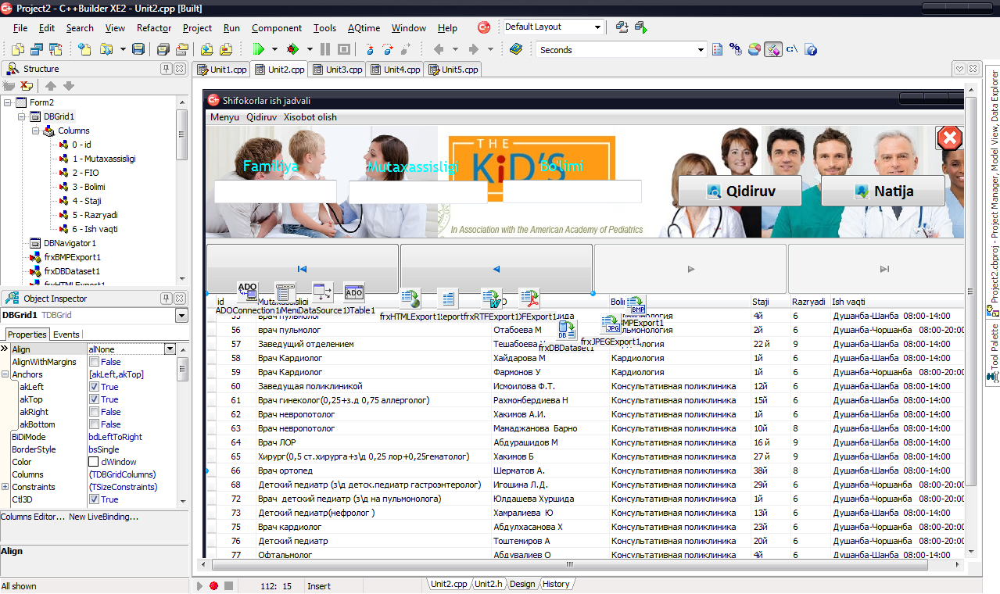 Project2 - C++Builder XE2 - Unit2.cpp [Built]
File Edit Search View Refactor Project Run Component Tools AQtime Window Help Default Layout
Seconds
Structure
Unit1.cpp Unit2.cpp Unit3.cpp Unit4.cpp Unit5.cpp
Form2
DBGrid1
Columns
0 - id
1 - Mutaxassisligi
2 - FIO
3 - Bolimi
4 - Staji
5 - Razryadi
6 - Ish vaqti
DBNavigator1
frxBMPExport1
frxDBDataset1
frxHTMLExport1
Object Inspector
DBGrid1 TDBGrid
Properties Events
Align alNone
AlignWithMargins False
Anchors [akLeft,akTop]
akLeft True
akTop True
akRight False
akBottom False
BiDiMode bdLeftToRight
BorderStyle bsSingle
Color clWindow
Columns (TDBGridColumns)
Constraints (TSizeConstraints)
Ctl3D True
Columns Editor... New LiveBinding...
Align
All shown
Shifokorlar ish jadvali
Menyu Qidiruv Xisobot olish
THE
KiD'S
Familiya Mutaxassisligi Bolimi
Qidiruv Natija
In Association with the American Academy of Pediatrics
ADO ADO
W
BMP
DB JPG
ADOConnection1 DataSource1
frxHTMLExport1 frxRTFExport1
frxDBDataset1 frxJPEGExport1
id Mutaxassisligi Staji Razryadi Ish vaqti
Врач пульмолог 4й 6 Душанба-Шанба 08:00-14:00
56 врач пульмолог Отабоева М 2й 6 Душанба-Чоршанба 08:00-20:00
57 Заведущий отделением 22 й 9 Душанба-Шанба 08:00-14:00
58 Врач Кардиолог Хайдарова М Кардиология 1й 6 Душанба-Шанба 08:00-14:00
59 Врач Кардиолог Фармонов У Кардиология 1й 6 Душанба-Чоршанба 08:00-20:00
60 Заведущая поликлиникой Исмоилова Ф.Т. Консультативная поликлиника 12й 6 Душанба-Шанба 08:00-14:00
61 Врач гинеколог(0,25+з.д 0,75 аллерголог) Рахмонбердиева Н Консультативная поликлиника 15й 6 Душанба-Шанба 08:00-14:00
62 Врач невропотолог Хакимов А.И. Консультативная поликлиника 1й 6 Душанба-Шанба 08:00-14:00
63 Врач невропотолог Мамаджанова Барно Консультативная поликлиника 10й 8 Душанба-Шанба 08:00-14:00
64 Врач ЛОР Абдурашидов М Консультативная поликлиника 16 й 9 Душанба-Шанба 08:00-14:00
65 Хирург(0,5 ст.хирурга+з\д 0,25 лор+0,25гематолог) Хакимов Б Консультативная поликлиника 27 й 9 Душанба-Шанба 08:00-14:00
66 Врач ортопед Шерматов А. Консультативная поликлиника 38й 8 Душанба-Шанба 08:00-14:00
68 Детский педиатр (з\д детск.педиатр гастроэнтеролог) Игошина Л.Д. Консультативная поликлиника 29й 6 Душанба-Чоршанба 08:00-20:00
72 Врач детский педиатр (з\д на пульмонолога) Юлдашева Хуршида Консультативная поликлиника 1й 6 Душанба-Чоршанба 08:00-20:00
73 Детский педиатр(нефролог ) Хамралиева Ю Консультативная поликлиника 13й 6 Душанба-Шанба 08:00-14:00
75 Врач кардиолог Абдулхасанова Х Консультативная поликлиника 23й 6 Душанба-Чоршанба 08:00-20:00
76 Детский педиатр Тоштемиров А Консультативная поликлиника 20й 6 Душанба-Чоршанба 08:00-20:00
77 Офтальмолог Абдувалиев О Консультативная поликлиника 4й 6 Душанба-Шанба 08:00-14:00
112: 15 Insert Unit2.cpp Unit2.h Design History
Project2.cbproj - Project Manager, Model View, Data Explorer
Tool Palette